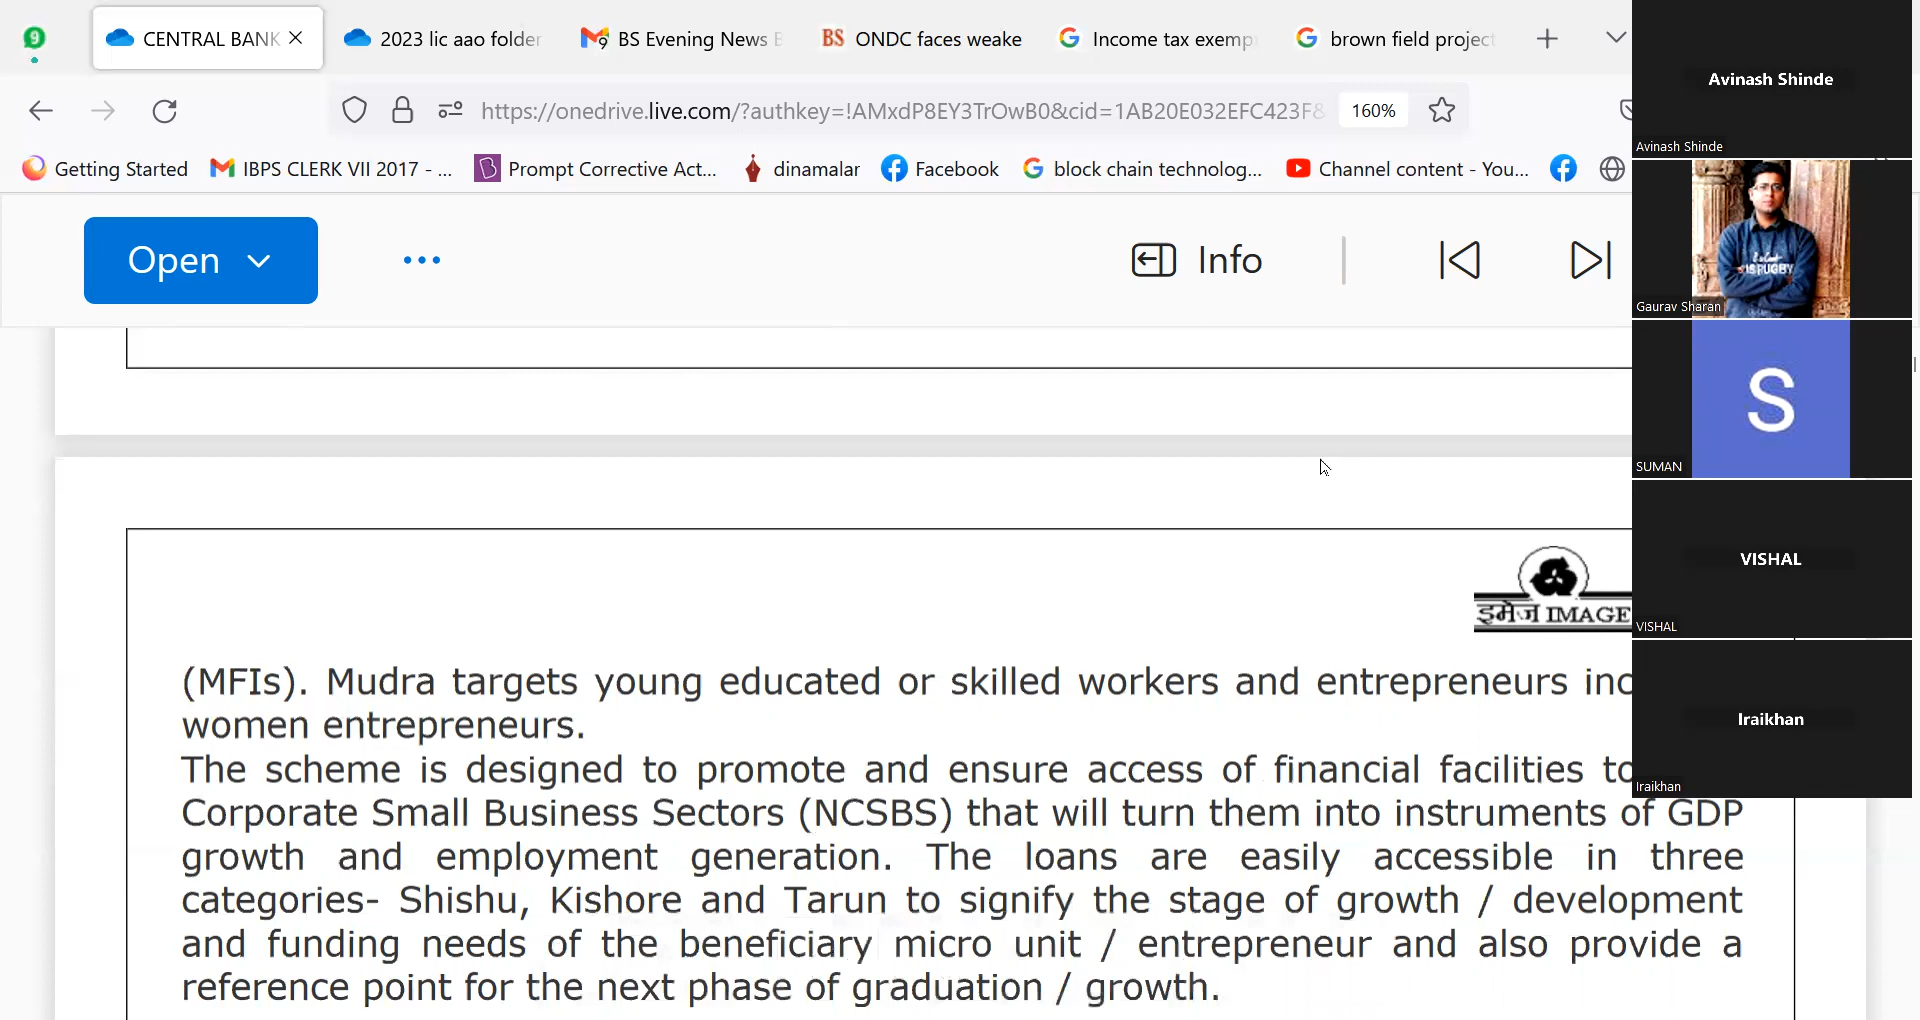 9
CENTRAL BANK
2023 lic aao folder
BS Evening News
BS ONDC faces weake
Income tax exemp
brown field project
https://onedrive.live.com/?authkey=!AMxdP8EY3TrOwB0&cid=1AB20E032EFC423F&
160%
Getting Started
IBPS CLERK VII 2017 - ...
Prompt Corrective Act...
dinamalar
Facebook
block chain technolog...
Channel content - You...
Open
Info
इमेज IMAGE
(MFIs). Mudra targets young educated or skilled workers and entrepreneurs inc
women entrepreneurs.
The scheme is designed to promote and ensure access of financial facilities to
Corporate Small Business Sectors (NCSBS) that will turn them into instruments of GDP
growth and employment generation. The loans are easily accessible in three
categories- Shishu, Kishore and Tarun to signify the stage of growth / development
and funding needs of the beneficiary micro unit / entrepreneur and also provide a
reference point for the next phase of graduation / growth.
Avinash Shinde
Avinash Shinde
Gaurav Sharan
S
SUMAN
VISHAL
VISHAL
Iraikhan
Iraikhan